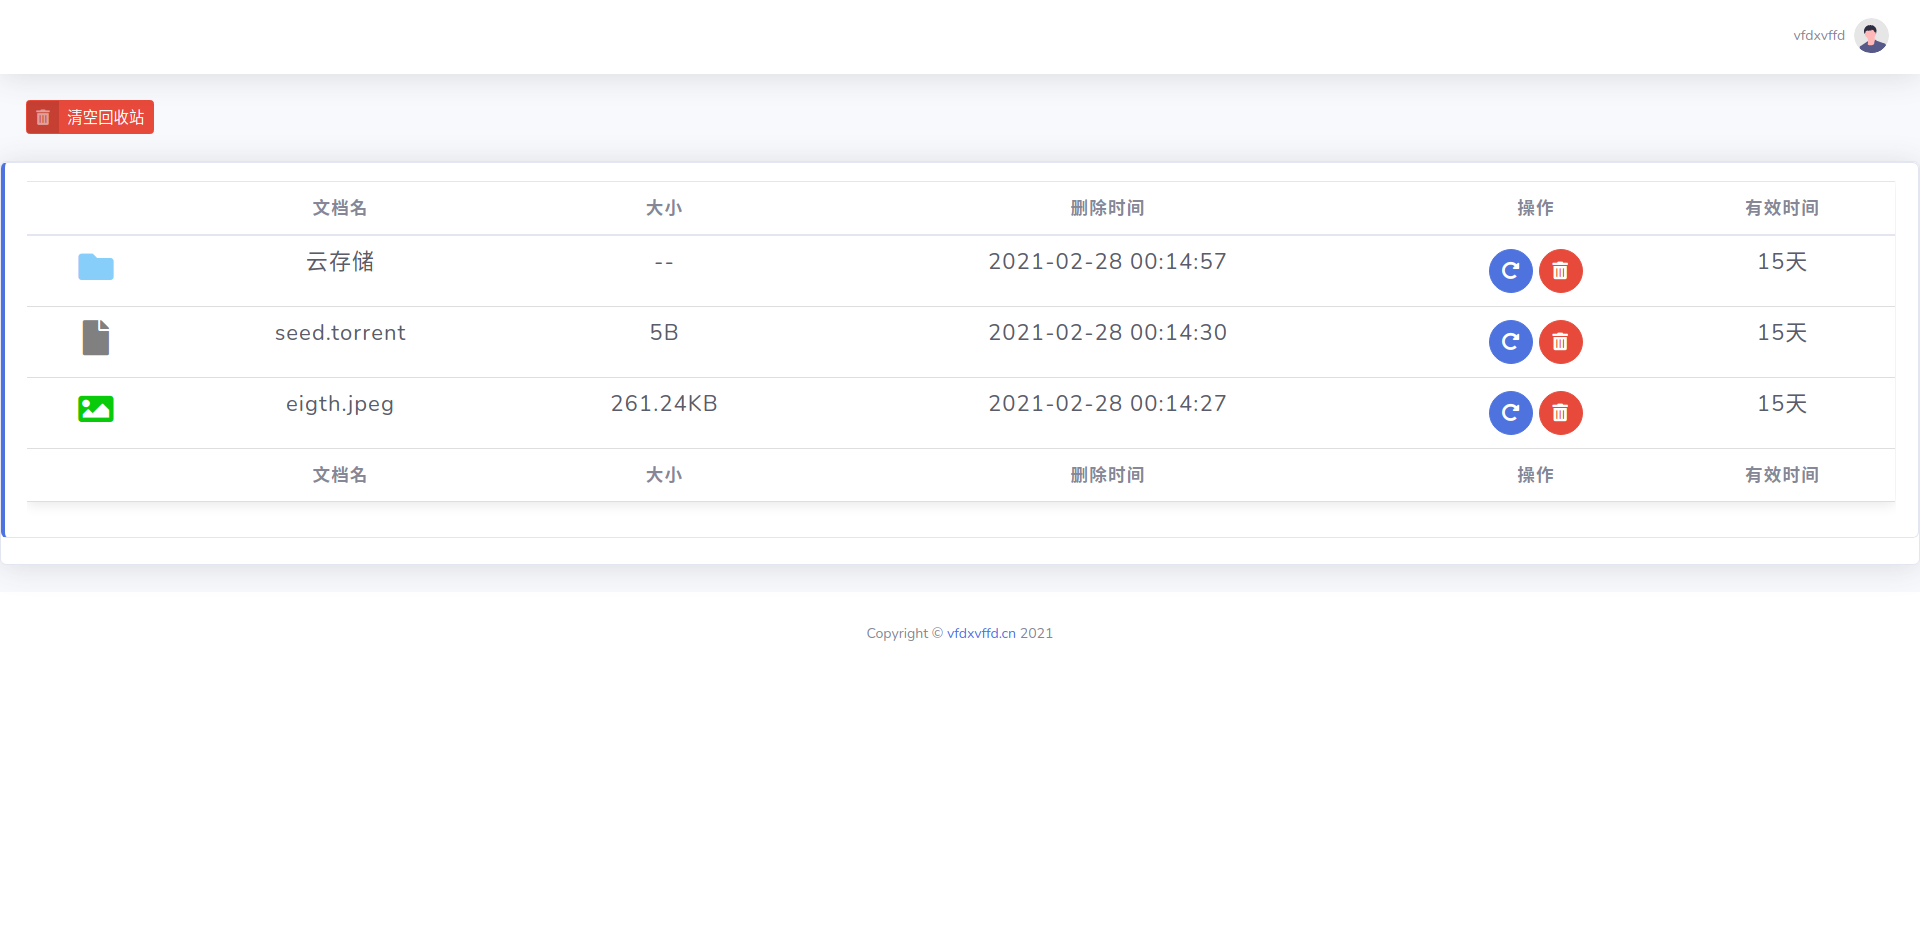 vfdxvffd
清空回收站
文档名 大小 删除时间 操作 有效时间
云存储 -- 2021-02-28 00:14:57 15天
seed.torrent 5B 2021-02-28 00:14:30 15天
eigth.jpeg 261.24KB 2021-02-28 00:14:27 15天
文档名 大小 删除时间 操作 有效时间
Copyright © vfdxvffd.cn 2021